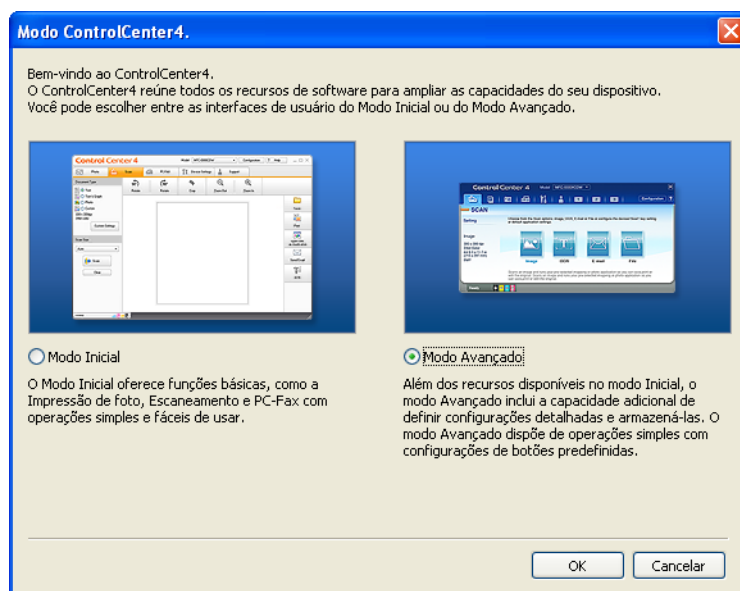 Modo ControlCenter4.
Bem-vindo ao ControlCenter4.
O ControlCenter4 reúne todos os recursos de software para ampliar as capacidades do seu dispositivo.
Você pode escolher entre as interfaces de usuário do Modo Inicial ou do Modo Avançado.
Control Center 4
Control Center 4
SCAN
Image
OCR
E-mail
File
Modo Inicial
O Modo Inicial oferece funções básicas, como a
Impressão de foto, Escaneamento e PC-Fax com
operações simples e fáceis de usar.
Modo Avançado
Além dos recursos disponíveis no modo Inicial, o
modo Avançado inclui a capacidade adicional de
definir configurações detalhadas e armazená-las. O
modo Avançado dispõe de operações simples com
configurações de botões predefinidas.
OK
Cancelar